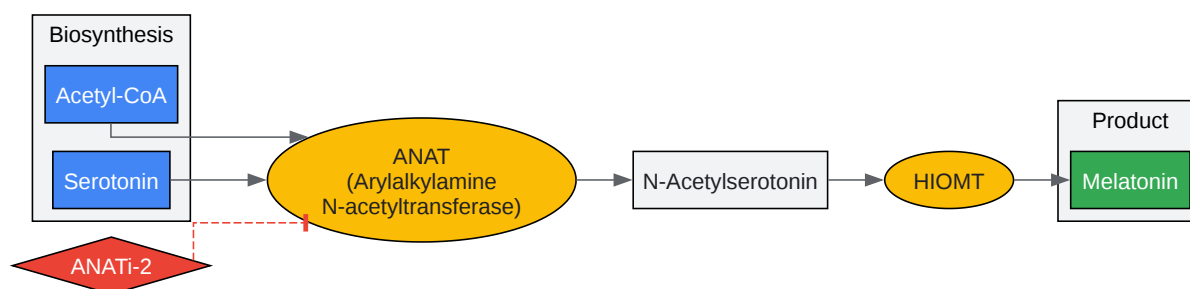 Biosynthesis
Acetyl-CoA
Serotonin
ANATi-2
ANAT
(Arylalkylamine
N-acetyltransferase)
N-Acetylserotonin
HIOMT
Product
Melatonin